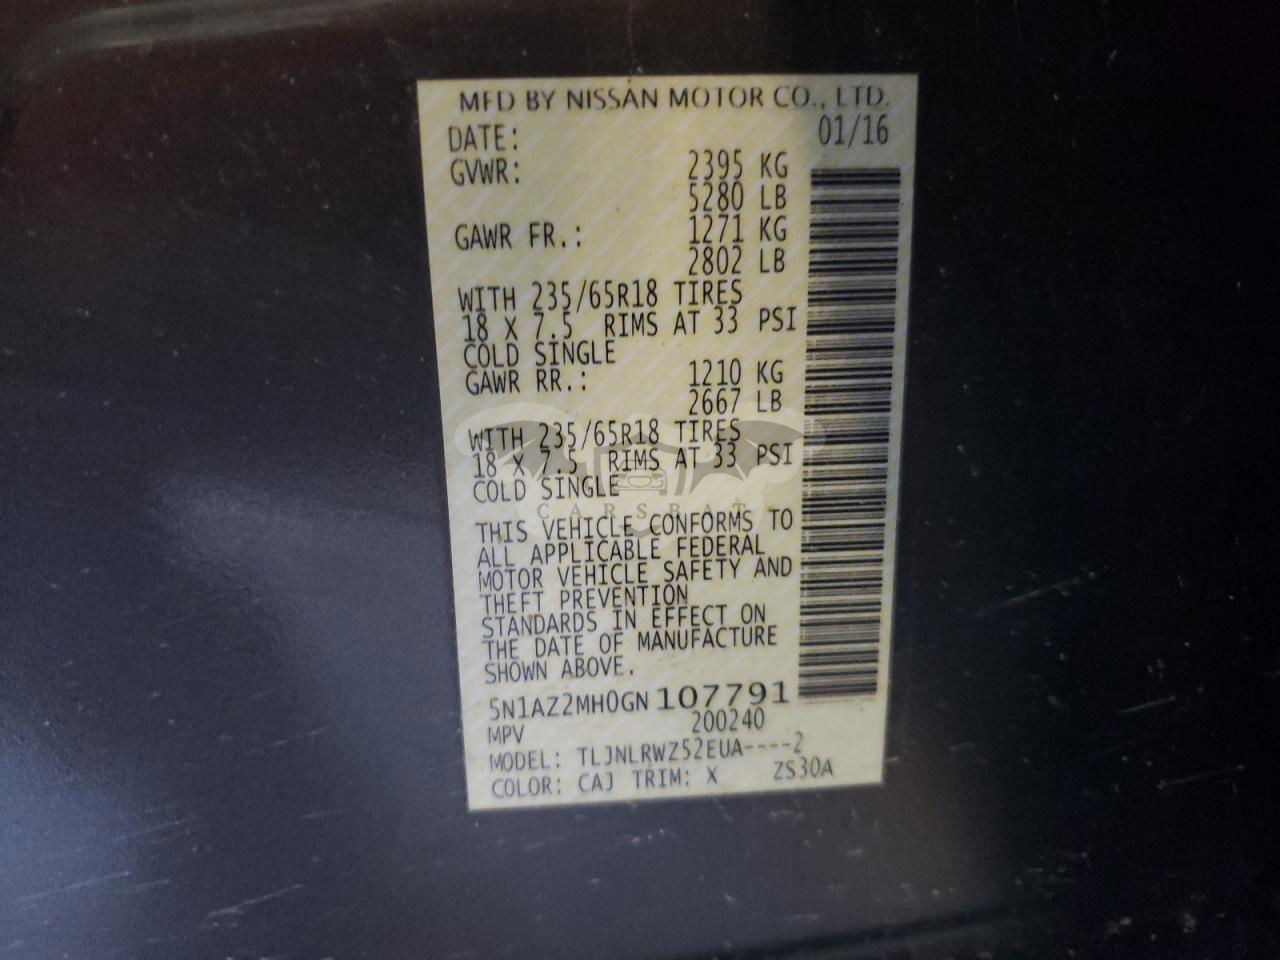 MFD BY NISSAN MOTOR CO., LTD.
DATE: 01/16
GVWR: 2395 KG
5280 LB
GAWR FR.: 1271 KG
2802 LB
WITH 235/65R18 TIRES
18 X 7.5 RIMS AT 33 PSI
COLD SINGLE
GAWR RR.: 1210 KG
2667 LB
WITH 235/65R18 TIRES
18 X 7.5 RIMS AT 33 PSI
COLD SINGLE
CARSBAT
THIS VEHICLE CONFORMS TO
ALL APPLICABLE FEDERAL
MOTOR VEHICLE SAFETY AND
THEFT PREVENTION
STANDARDS IN EFFECT ON
THE DATE OF MANUFACTURE
SHOWN ABOVE.
5N1AZ2MH0GN107791
MPV 200240
MODEL: TLJNLRWZ52EUA----2
COLOR: CAJ TRIM: X ZS30A